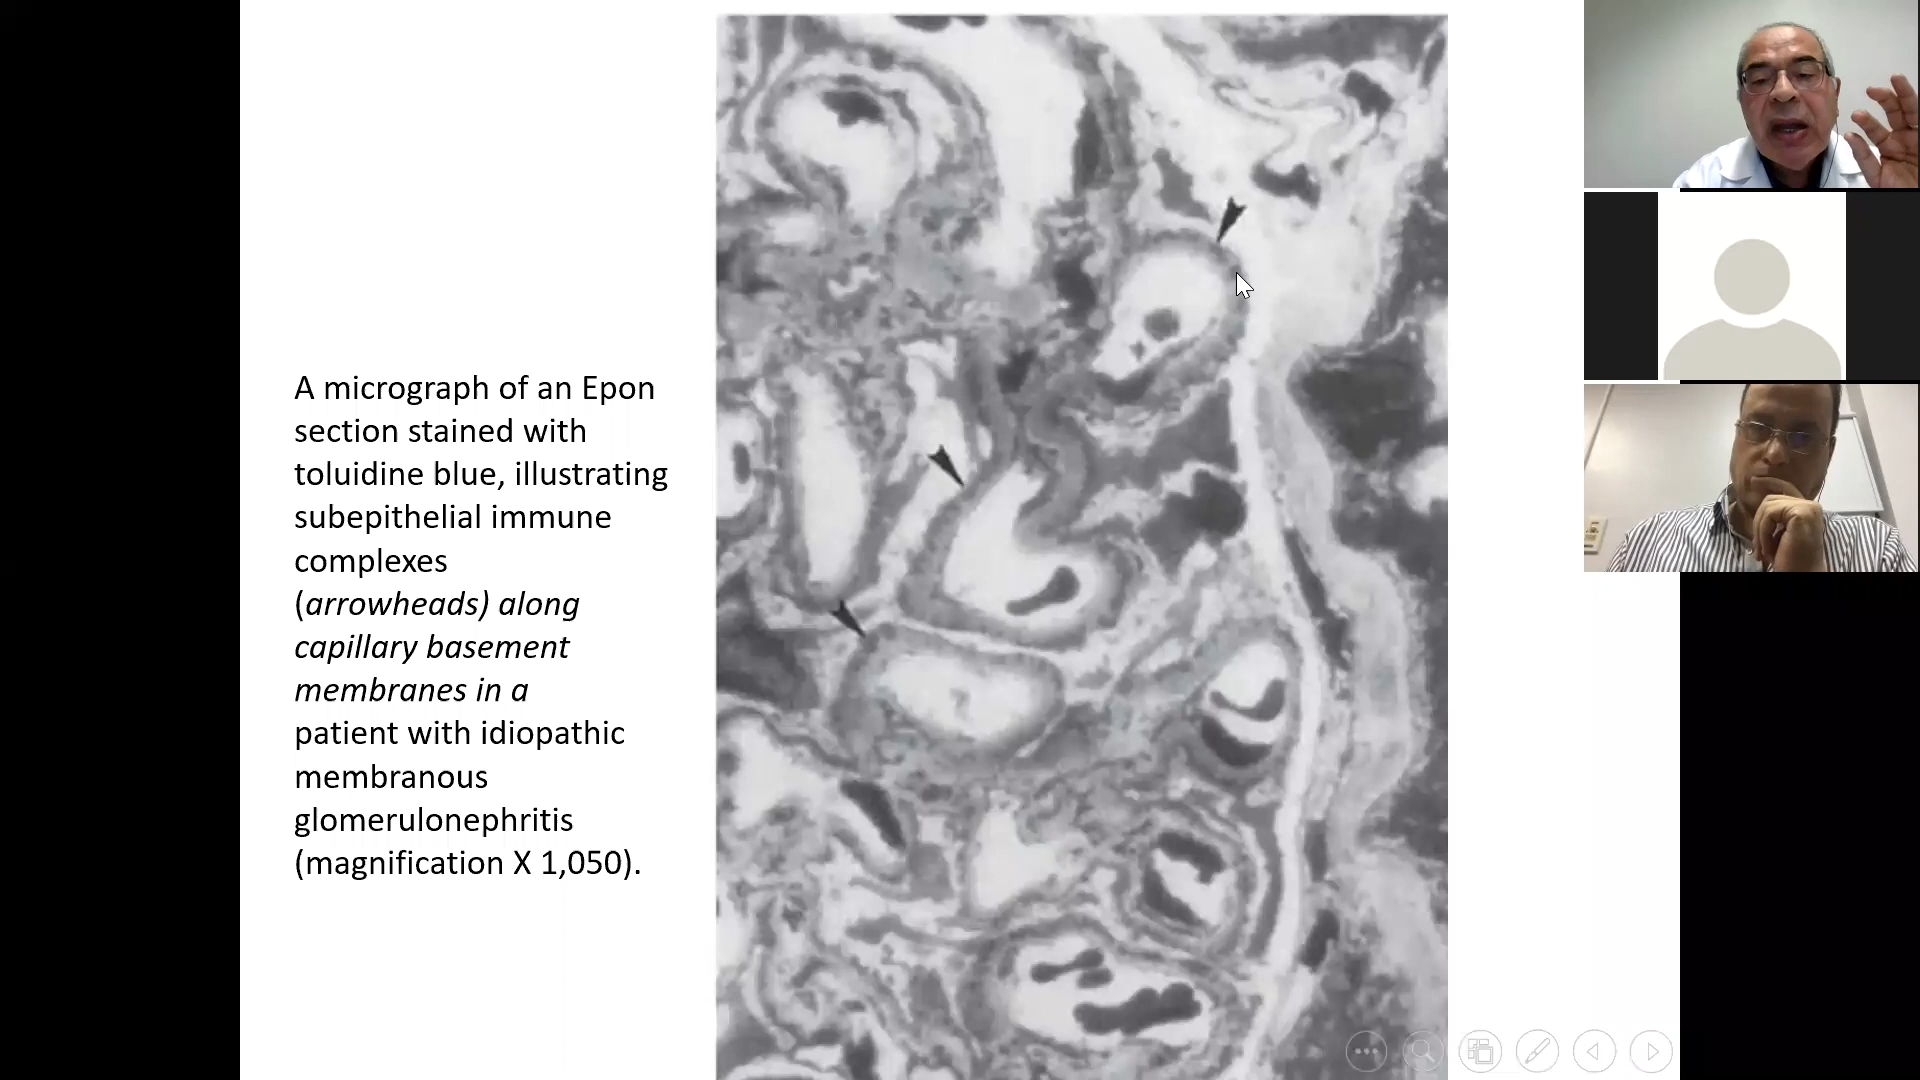 A micrograph of an Epon
section stained with
toluidine blue, illustrating
subepithelial immune
complexes
(arrowheads) along
capillary basement
membranes in a
patient with idiopathic
membranous
glomerulonephritis
(magnification X 1,050).